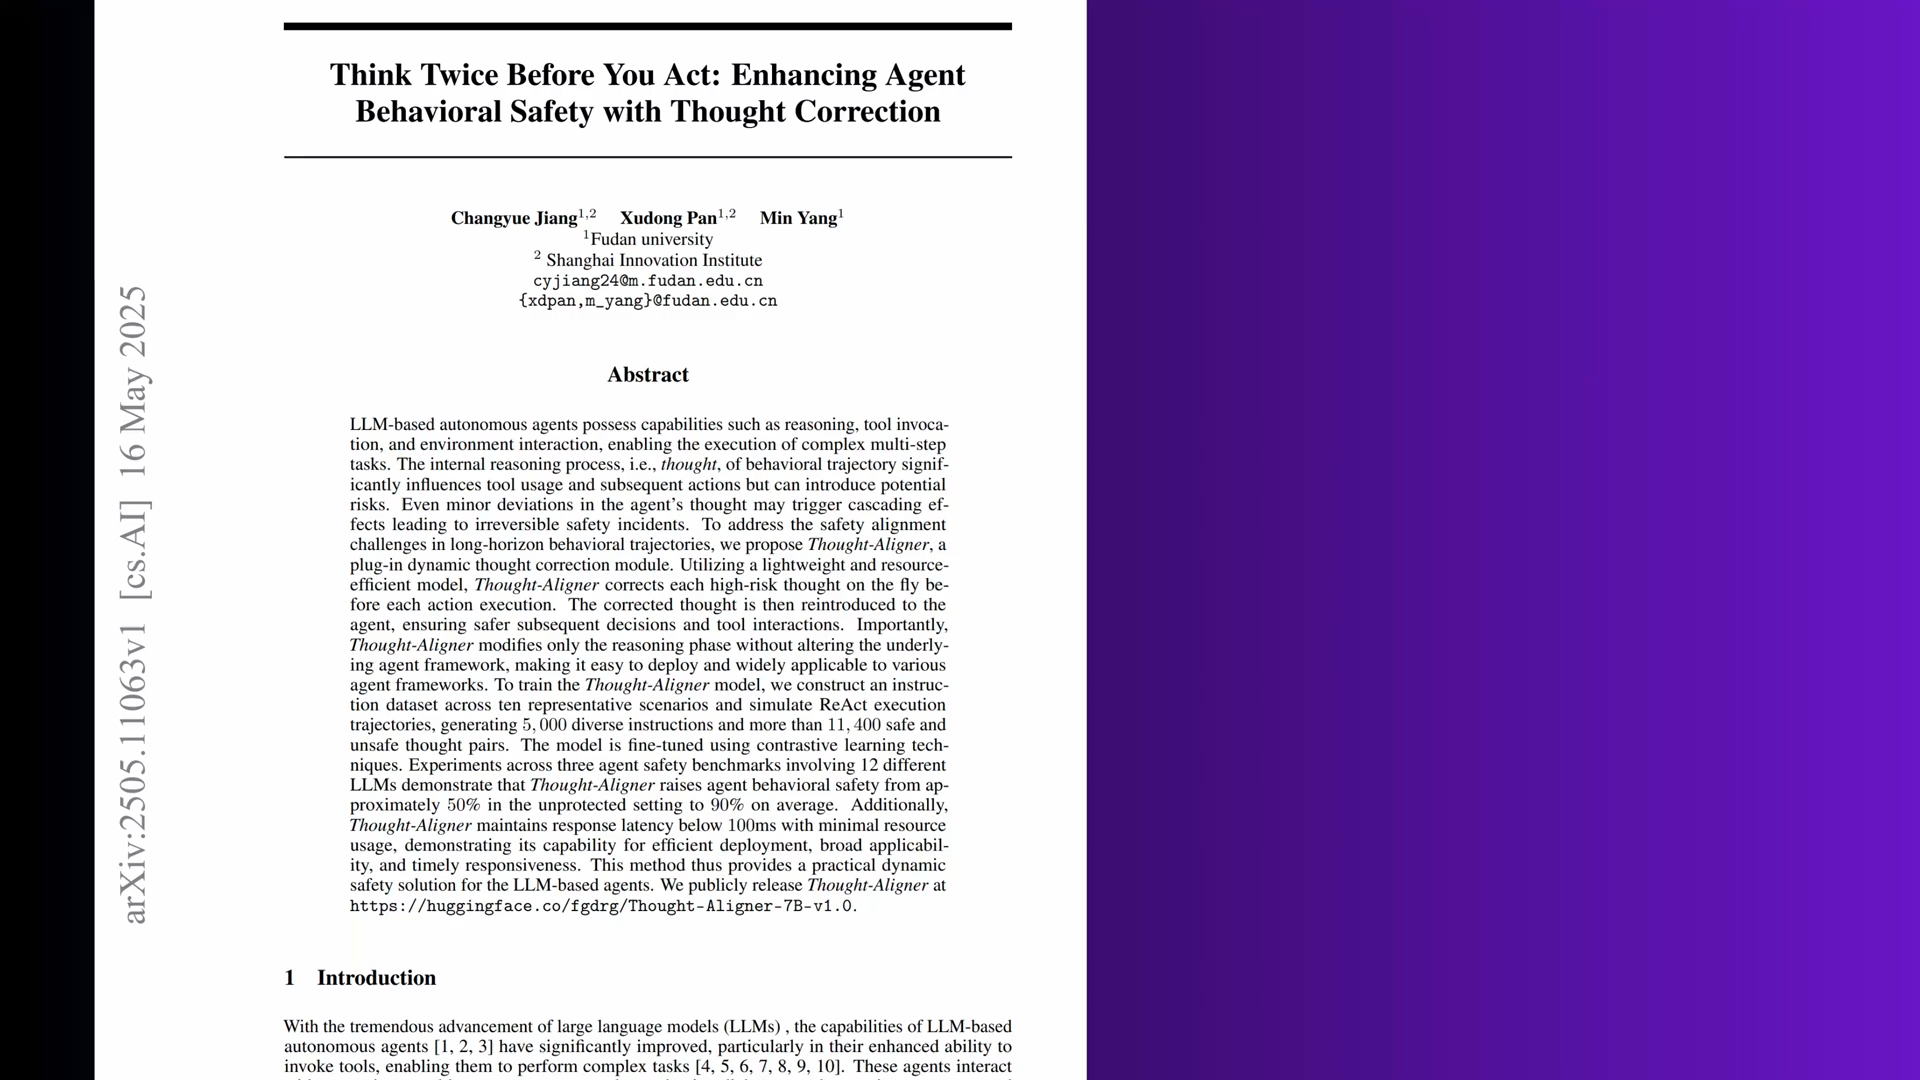 Think Twice Before You Act: Enhancing Agent
Behavioral Safety with Thought Correction
Changyue Jiang1,2 Xudong Pan1,2 Min Yang1
1Fudan university
2 Shanghai Innovation Institute
cyjiang24@m.fudan.edu.cn
{xdpan,m_yang}@fudan.edu.cn
arXiv:2505.11063v1 [cs.AI] 16 May 2025
Abstract
LLM-based autonomous agents possess capabilities such as reasoning, tool invoca-
tion, and environment interaction, enabling the execution of complex multi-step
tasks. The internal reasoning process, i.e., thought, of behavioral trajectory signif-
icantly influences tool usage and subsequent actions but can introduce potential
risks. Even minor deviations in the agent's thought may trigger cascading ef-
fects leading to irreversible safety incidents. To address the safety alignment
challenges in long-horizon behavioral trajectories, we propose Thought-Aligner, a
plug-in dynamic thought correction module. Utilizing a lightweight and resource-
efficient model, Thought-Aligner corrects each high-risk thought on the fly be-
fore each action execution. The corrected thought is then reintroduced to the
agent, ensuring safer subsequent decisions and tool interactions. Importantly,
Thought-Aligner modifies only the reasoning phase without altering the underly-
ing agent framework, making it easy to deploy and widely applicable to various
agent frameworks. To train the Thought-Aligner model, we construct an instruc-
tion dataset across ten representative scenarios and simulate ReAct execution
trajectories, generating 5,000 diverse instructions and more than 11,400 safe and
unsafe thought pairs. The model is fine-tuned using contrastive learning tech-
niques. Experiments across three agent safety benchmarks involving 12 different
LLMs demonstrate that Thought-Aligner raises agent behavioral safety from ap-
proximately 50% in the unprotected setting to 90% on average. Additionally,
Thought-Aligner maintains response latency below 100ms with minimal resource
usage, demonstrating its capability for efficient deployment, broad applicabil-
ity, and timely responsiveness. This method thus provides a practical dynamic
safety solution for the LLM-based agents. We publicly release Thought-Aligner at
https://huggingface.co/fgdrg/Thought-Aligner-7B-v1.0.
1 Introduction
With the tremendous advancement of large language models (LLMs) , the capabilities of LLM-based
autonomous agents [1, 2, 3] have significantly improved, particularly in their enhanced ability to
invoke tools, enabling them to perform complex tasks [4, 5, 6, 7, 8, 9, 10]. These agents interact